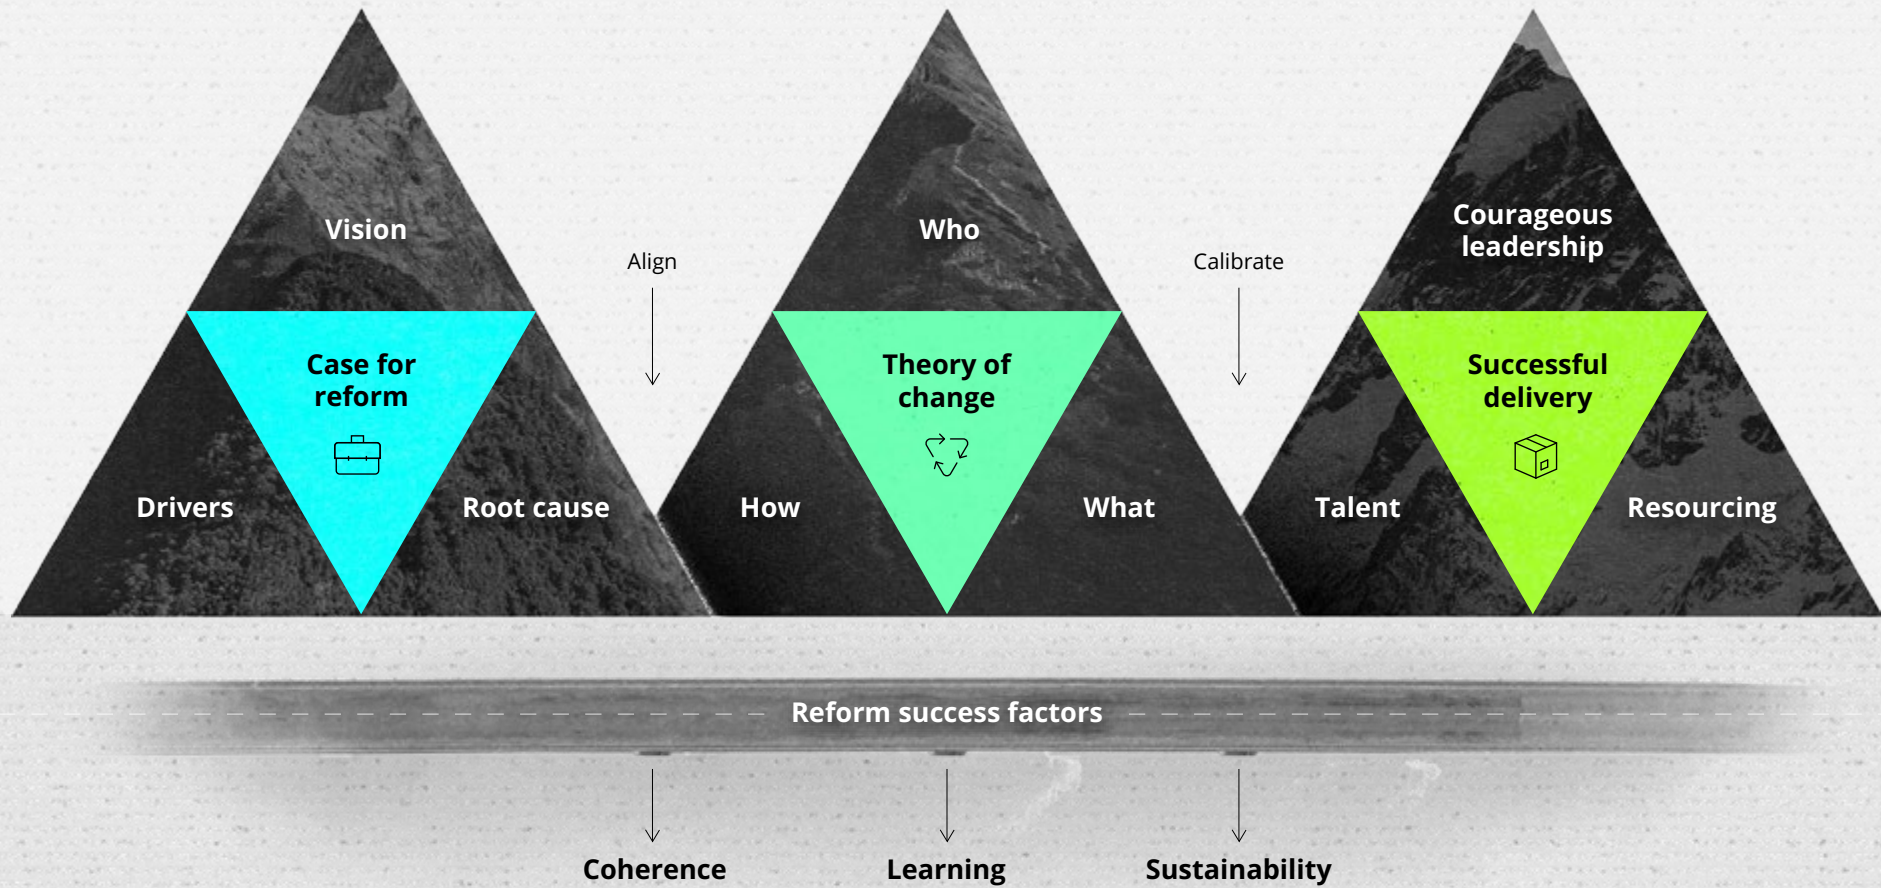 Vision
Case for
reform
Drivers
Root cause
Align
Who
Theory of
change
How
What
Calibrate
Courageous
leadership
Successful
delivery
Talent
Resourcing
Reform success factors
Coherence
Learning
Sustainability